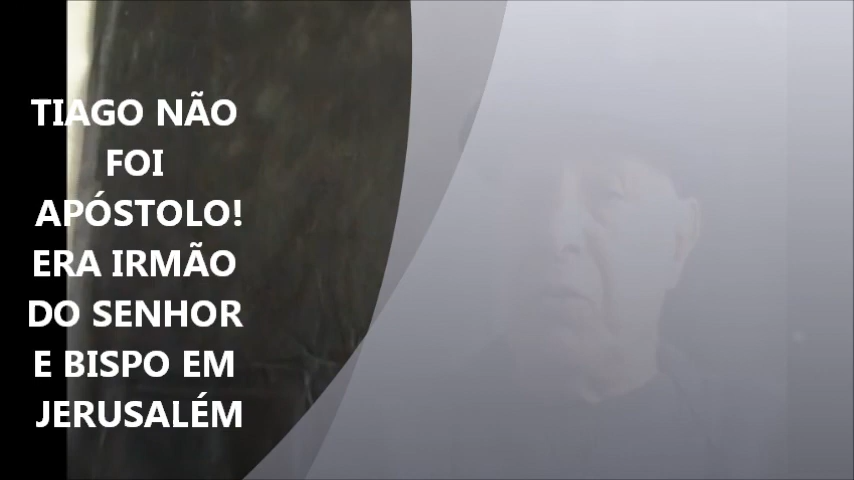 TIAGO NÃO
FOI
APÓSTOLO!
ERA IRMÃO
DO SENHOR
E BISPO EM
JERUSALÉM